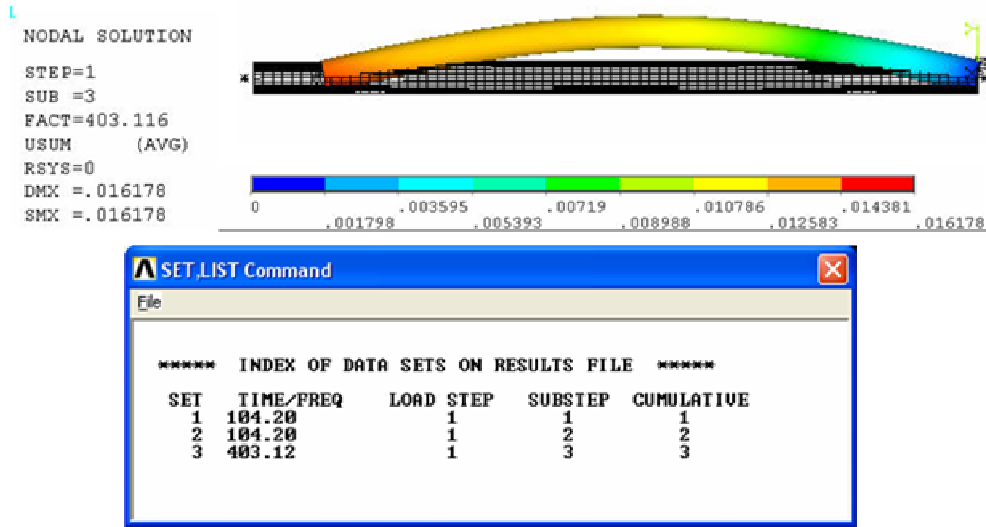 L
NODAL SOLUTION
STEP=1
SUB =3
FACT=403.116
USUM (AVG)
RSYS=0
DMX =.016178
SMX =.016178
0 .003595 .00719 .010786 .014381
.001798 .005393 .008988 .012583 .016178
SET,LIST Command
File
***** INDEX OF DATA SETS ON RESULTS FILE *****
SET TIME/FREQ LOAD STEP SUBSTEP CUMULATIVE
1 104.20 1 1 1
2 104.20 1 2 2
3 403.12 1 3 3